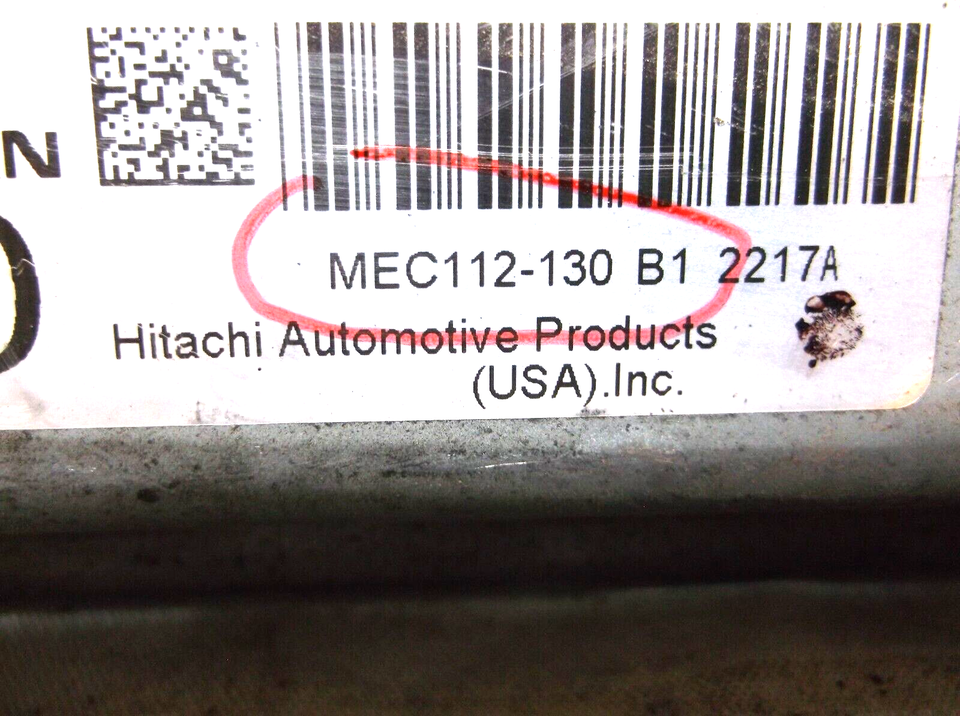 N
MEC112-130 B1 2217A
Hitachi Automotive Products
(USA).Inc.